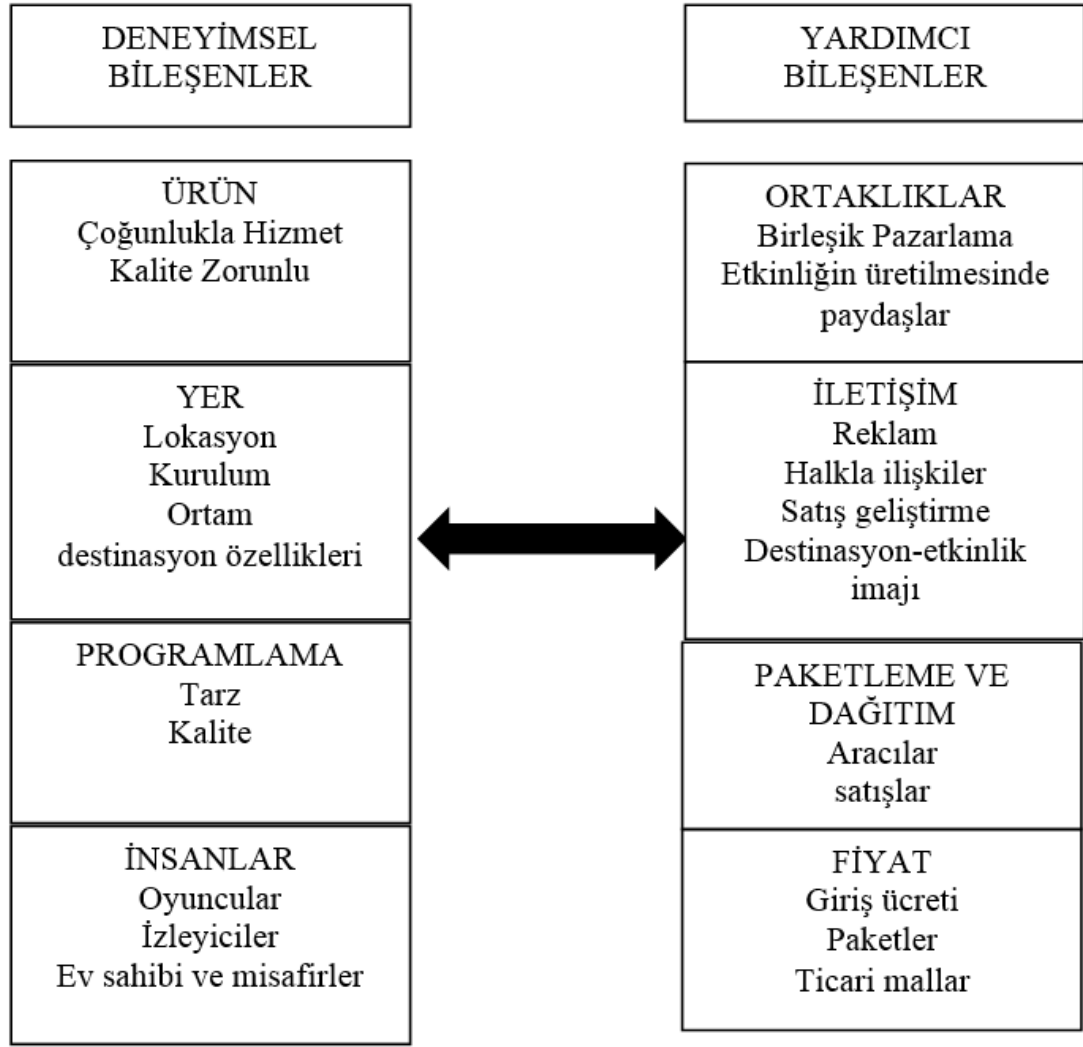 DENEYİMSEL
BİLEŞENLER
ÜRÜN
Çoğunlukla Hizmet
Kalite Zorunlu
YER
Lokasyon
Kurulum
Ortam
destinasyon özellikleri
PROGRAMLAMA
Tarz
Kalite
İNSANLAR
Oyuncular
İzleyiciler
Ev sahibi ve misafirler
YARDIMCI
BİLEŞENLER
ORTAKLIKLAR
Birleşik Pazarlama
Etkinliğin üretilmesinde
paydaşlar
İLETİŞİM
Reklam
Halkla ilişkiler
Satış geliştirme
Destinasyon-etkinlik
imajı
PAKETLEME VE
DAĞITIM
Aracılar
satışlar
FİYAT
Giriş ücreti
Paketler
Ticari mallar